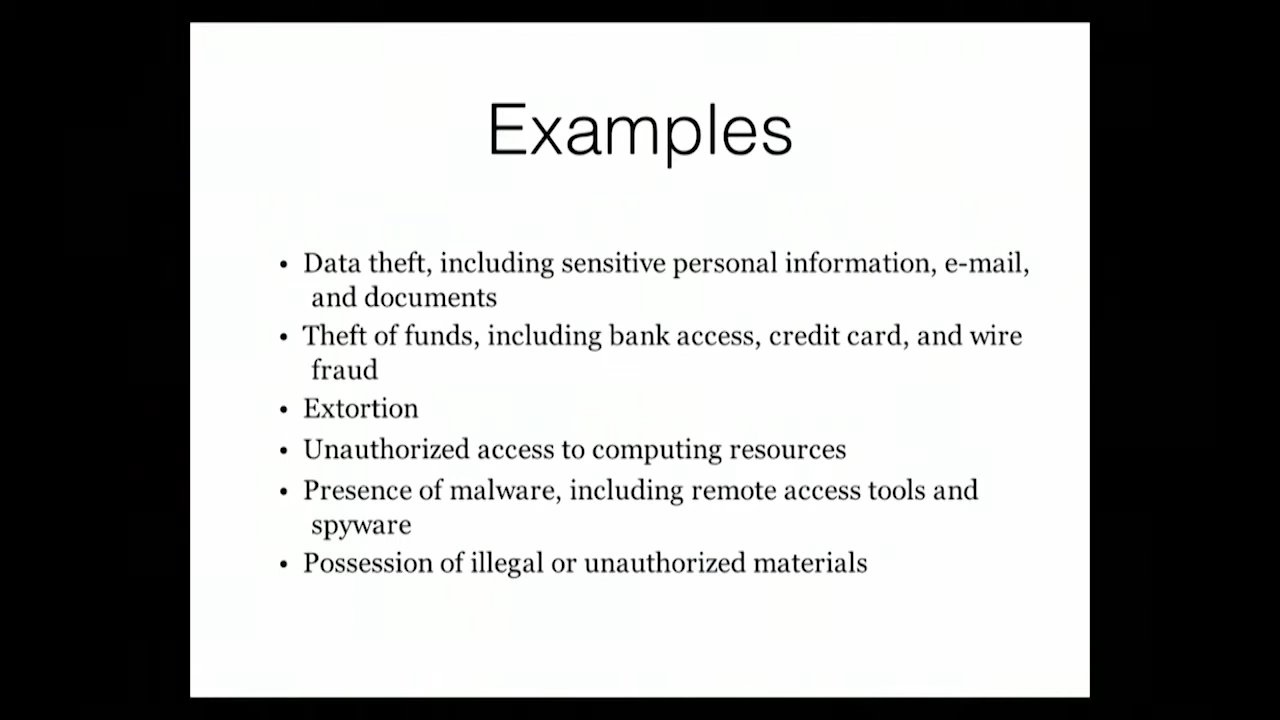 Examples
• Data theft, including sensitive personal information, e-mail,
and documents
• Theft of funds, including bank access, credit card, and wire
fraud
• Extortion
• Unauthorized access to computing resources
• Presence of malware, including remote access tools and
spyware
• Possession of illegal or unauthorized materials